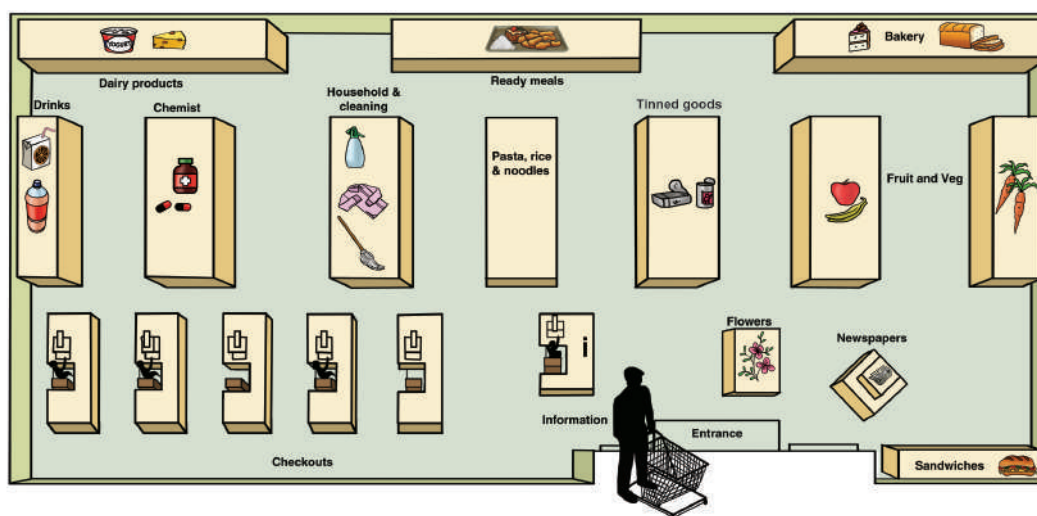 YOGURT
Bakery
Dairy products
Ready meals
Drinks
Chemist
Household &
cleaning
Tinned goods
Pasta, rice
& noodles
Fruit and Veg
Flowers
Newspapers
i
Information
Entrance
Checkouts
Sandwiches